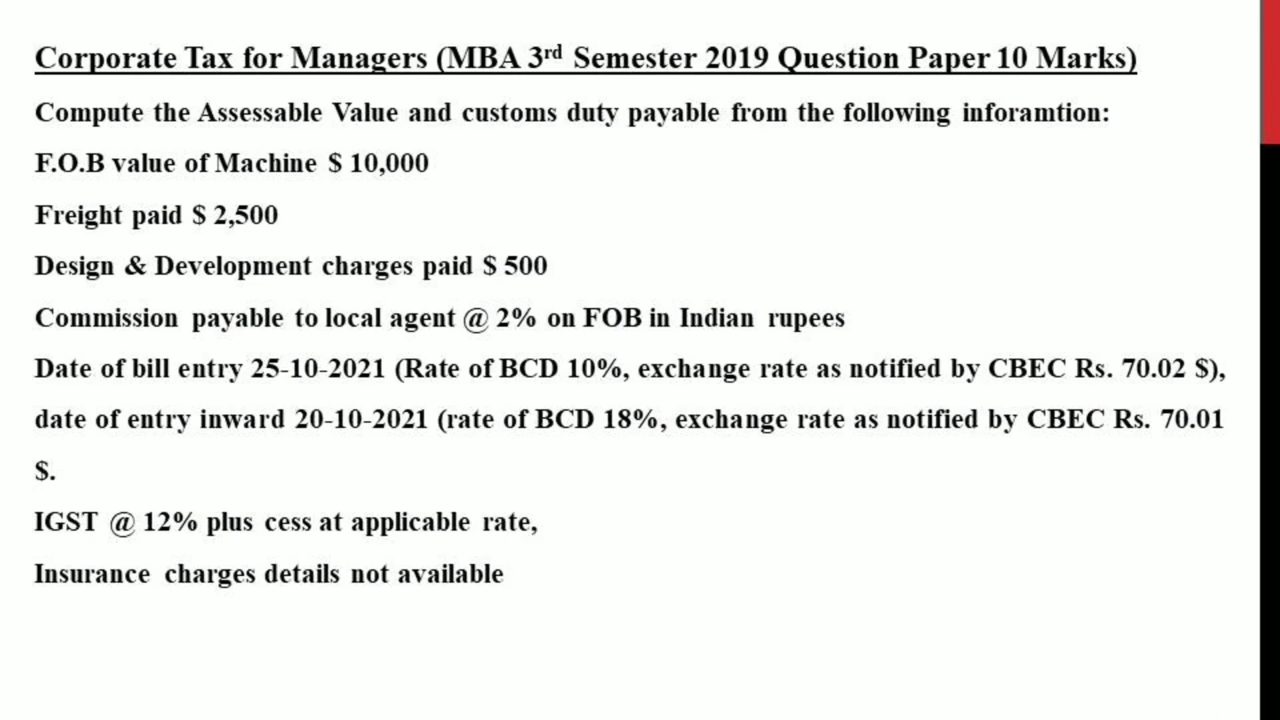 Corporate Tax for Managers (MBA 3rd Semester 2019 Question Paper 10 Marks)
Compute the Assessable Value and customs duty payable from the following inforamtion:
F.O.B value of Machine $ 10,000
Freight paid $ 2,500
Design & Development charges paid $ 500
Commission payable to local agent @ 2% on FOB in Indian rupees
Date of bill entry 25-10-2021 (Rate of BCD 10%, exchange rate as notified by CBEC Rs. 70.02 $),
date of entry inward 20-10-2021 (rate of BCD 18%, exchange rate as notified by CBEC Rs. 70.01
$.
IGST @ 12% plus cess at applicable rate,
Insurance charges details not available